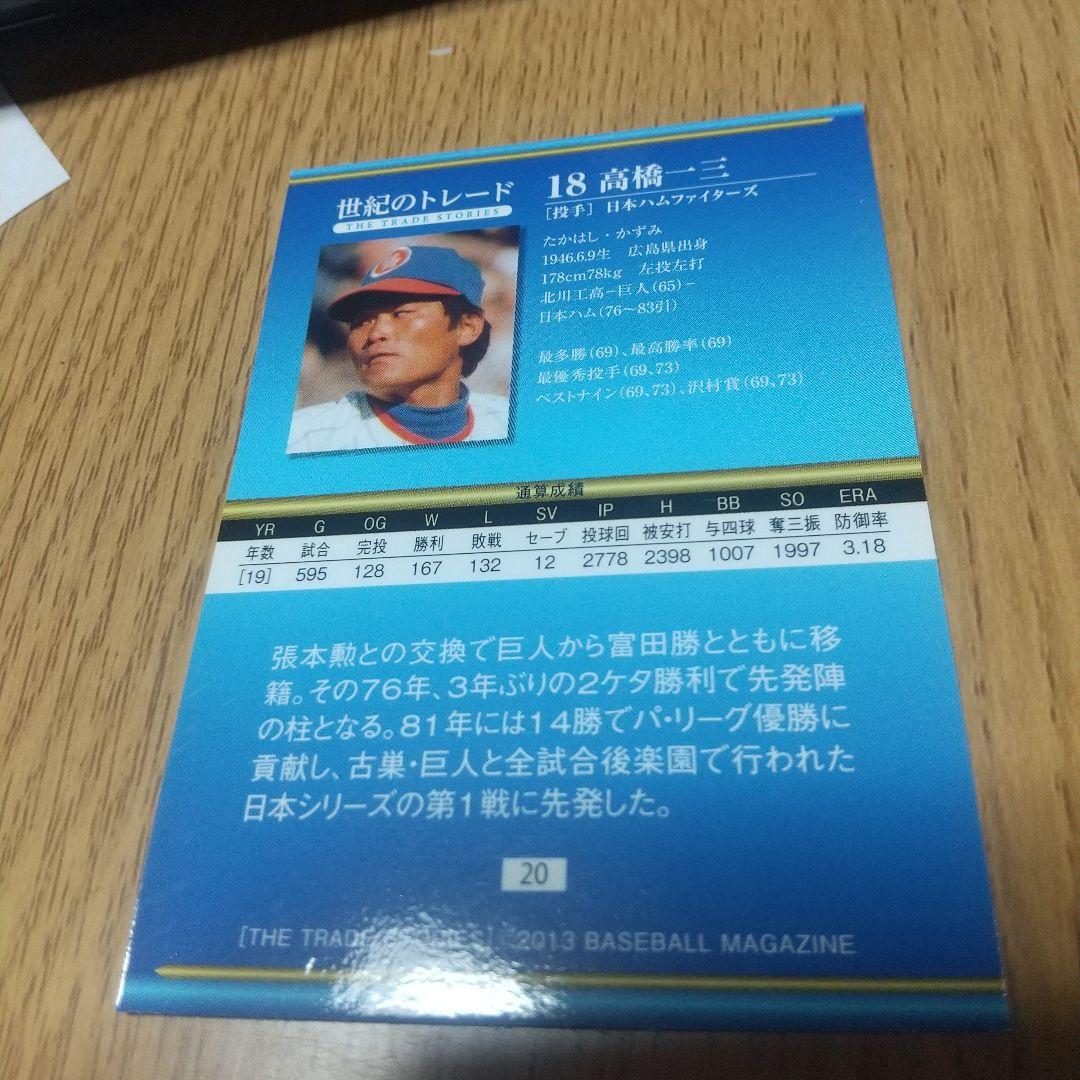 世紀のトレード
THE TRADE STORIES
18 高橋一三
[投手] 日本ハムファイターズ
たかはし・かずみ
1946.6.9生 広島県出身
178cm78kg 左投左打
北川工高−巨人(65)−
日本ハム(76〜83引)
最多勝(69)、最高勝率(69)
最優秀投手(69、73)
ベストナイン(69、73)、沢村賞(69、73)
通算成績
YR G OG W L SV IP H BB SO ERA
年数 試合 完投 勝利 敗戦 セーブ 投球回 被安打 与四球 奪三振 防御率
[19] 595 128 167 132 12 2778 2398 1007 1997 3.18
張本勲との交換で巨人から富田勝とともに移
籍。その76年、3年ぶりの2ケタ勝利で先発陣
の柱となる。81年には14勝でパ・リーグ優勝に
貢献し、古巣・巨人と全試合後楽園で行われた
日本シリーズの第1戦に先発した。
20
[THE TRADE STORIES] 2013 BASEBALL MAGAZINE